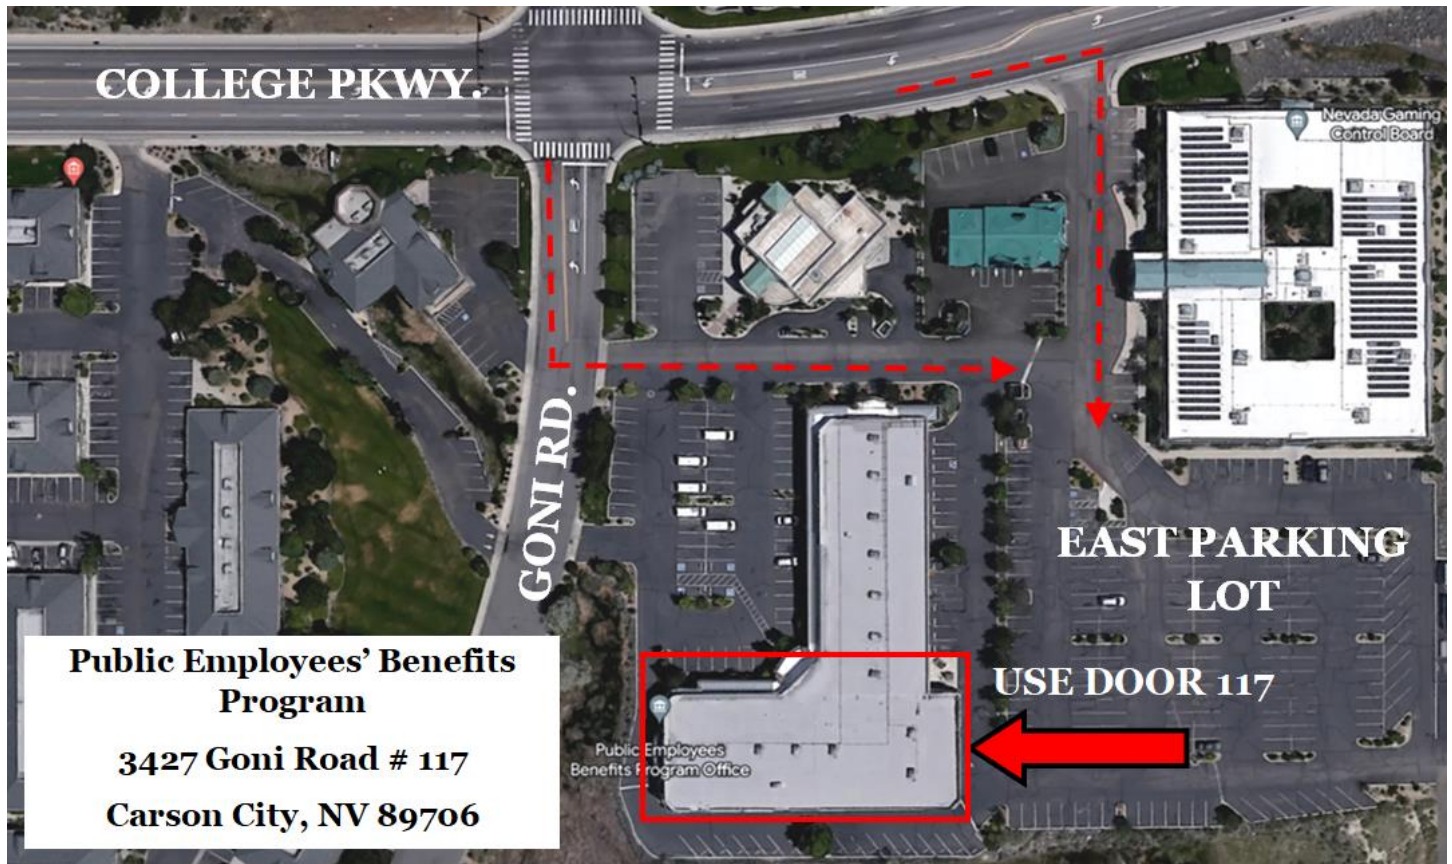 COLLEGE PKWY.
Nevada Gaming
Control Board
GONI RD.
EAST PARKING
LOT
USE DOOR 117
Public Employees
Benefits Program Office
Public Employees’ Benefits
Program
3427 Goni Road # 117
Carson City, NV 89706